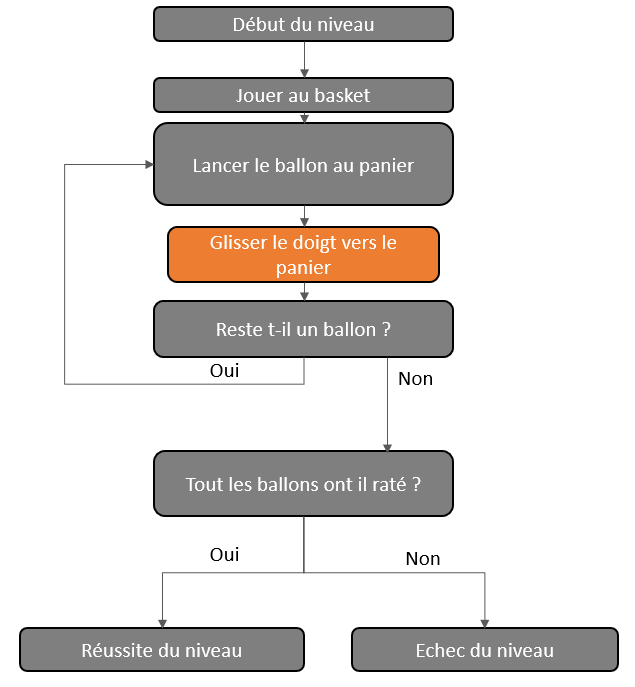 Début du niveau
Jouer au basket
Lancer le ballon au panier
Glisser le doigt vers le
panier
Reste t-il un ballon ?
Oui
Non
Tout les ballons ont il raté ?
Oui
Non
Réussite du niveau
Echec du niveau